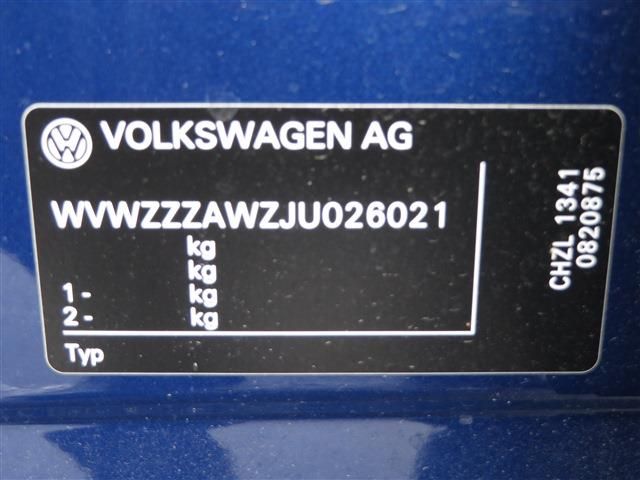 VOLKSWAGEN AG
WVWZZZAWZJU026021
kg
kg
1- kg
2- kg
Typ
CHZL 1341
0820875